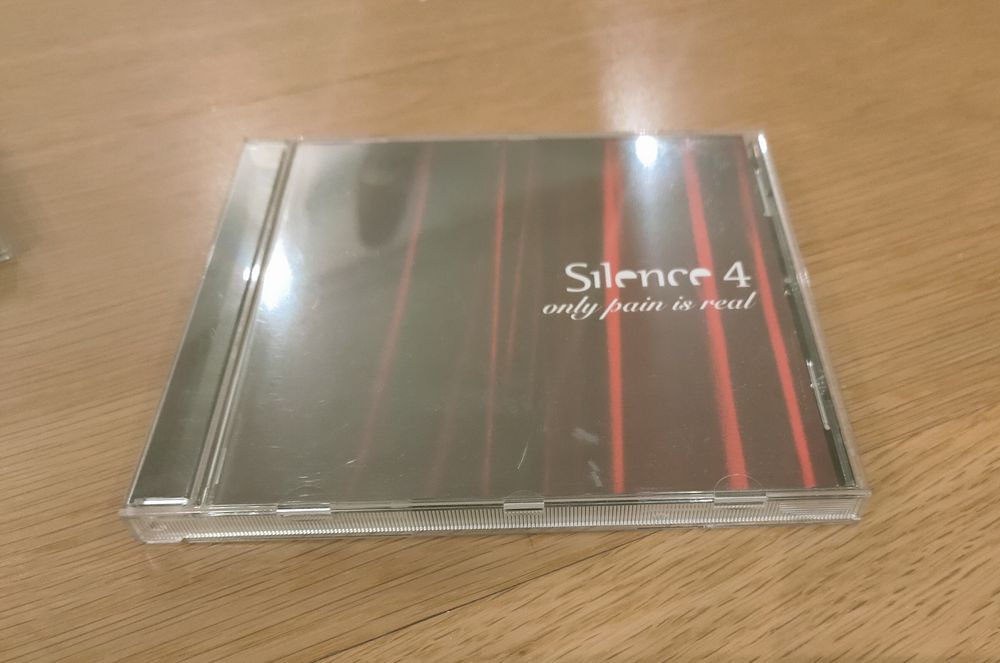 Silence 4
only pain is real